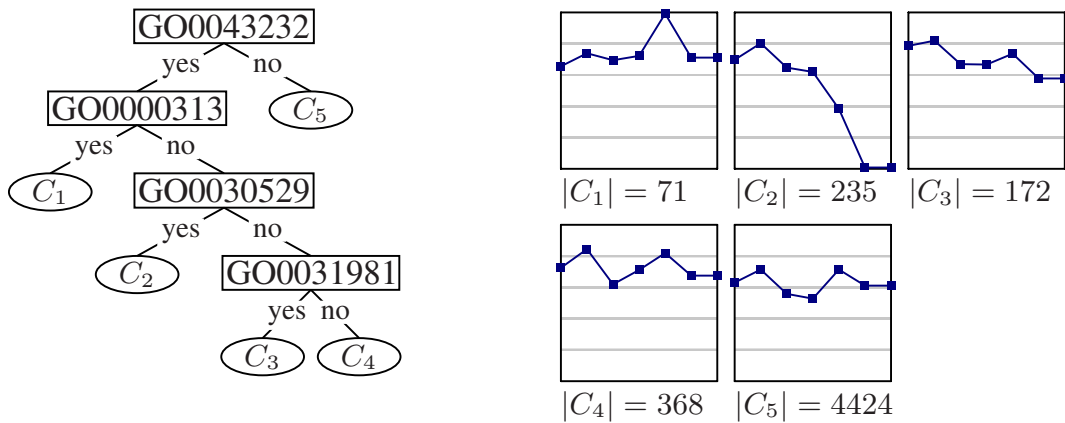 GO0043232
yes no
GO0000313
C₅
yes no
C₁
GO0030529
yes no
C₂
GO0031981
yes no
C₃
C₄
|C₁| = 71
|C₂| = 235
|C₃| = 172
|C₄| = 368
|C₅| = 4424